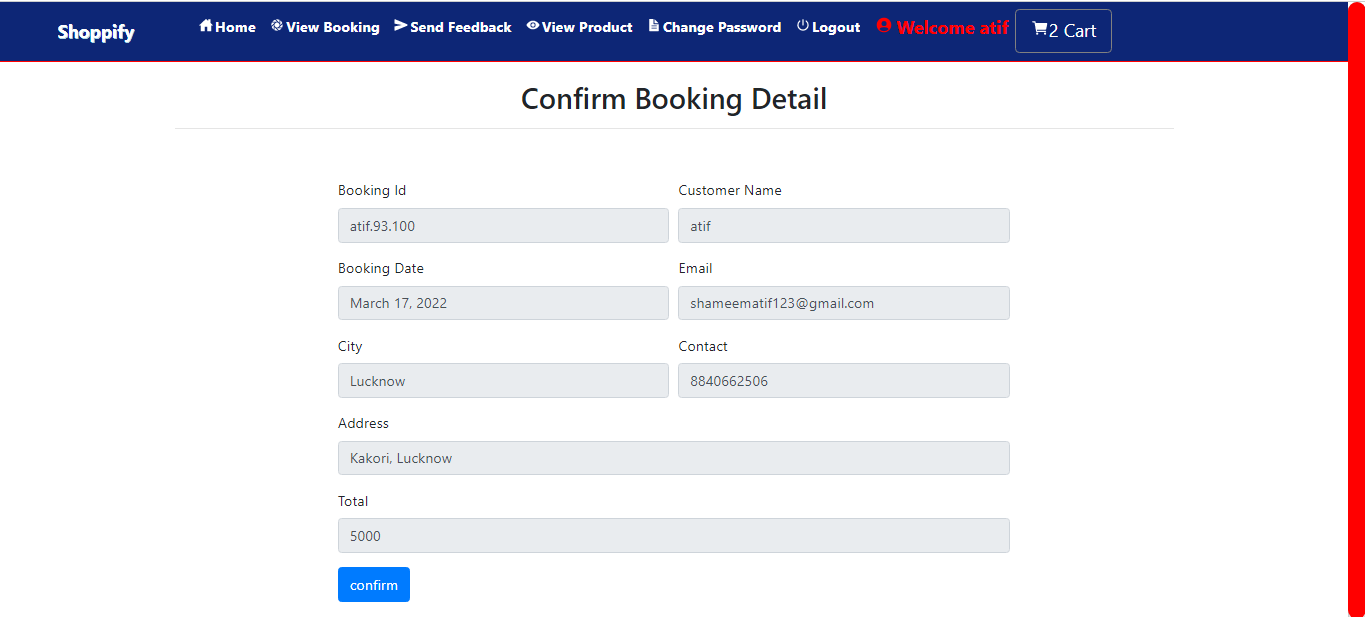 Shoppify Home View Booking Send Feedback View Product Change Password Logout Welcome atif 2 Cart
Confirm Booking Detail
Booking Id Customer Name
atif.93.100 atif
Booking Date Email
March 17, 2022 shameematif123@gmail.com
City Contact
Lucknow 8840662506
Address
Kakori, Lucknow
Total
5000
confirm